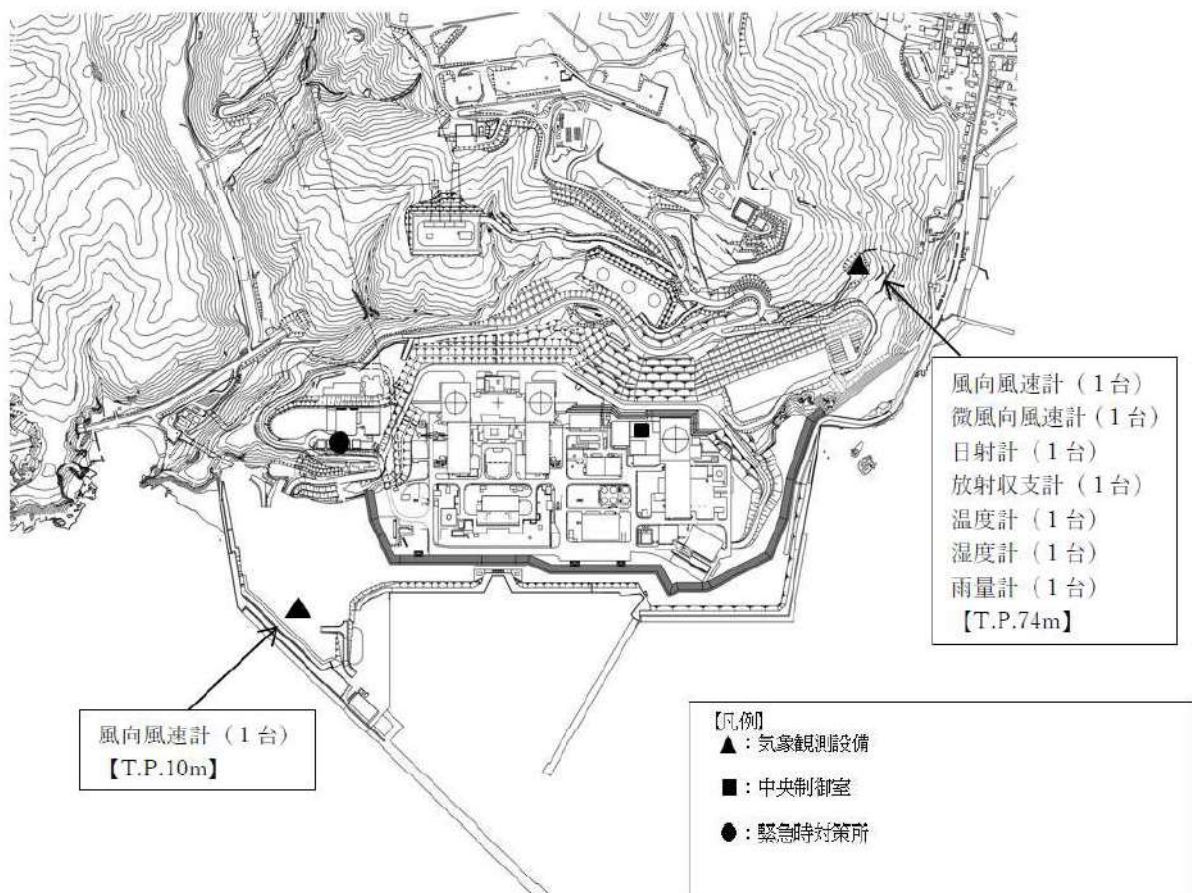 風向風速計（1台）
微風向風速計（1台）
日射計（1台）
放射収支計（1台）
温度計（1台）
湿度計（1台）
雨量計（1台）
【T.P.74m】
風向風速計（1台）
【T.P.10m】
【凡例】
▲：気象観測設備
■：中央制御室
●：緊急時対策所